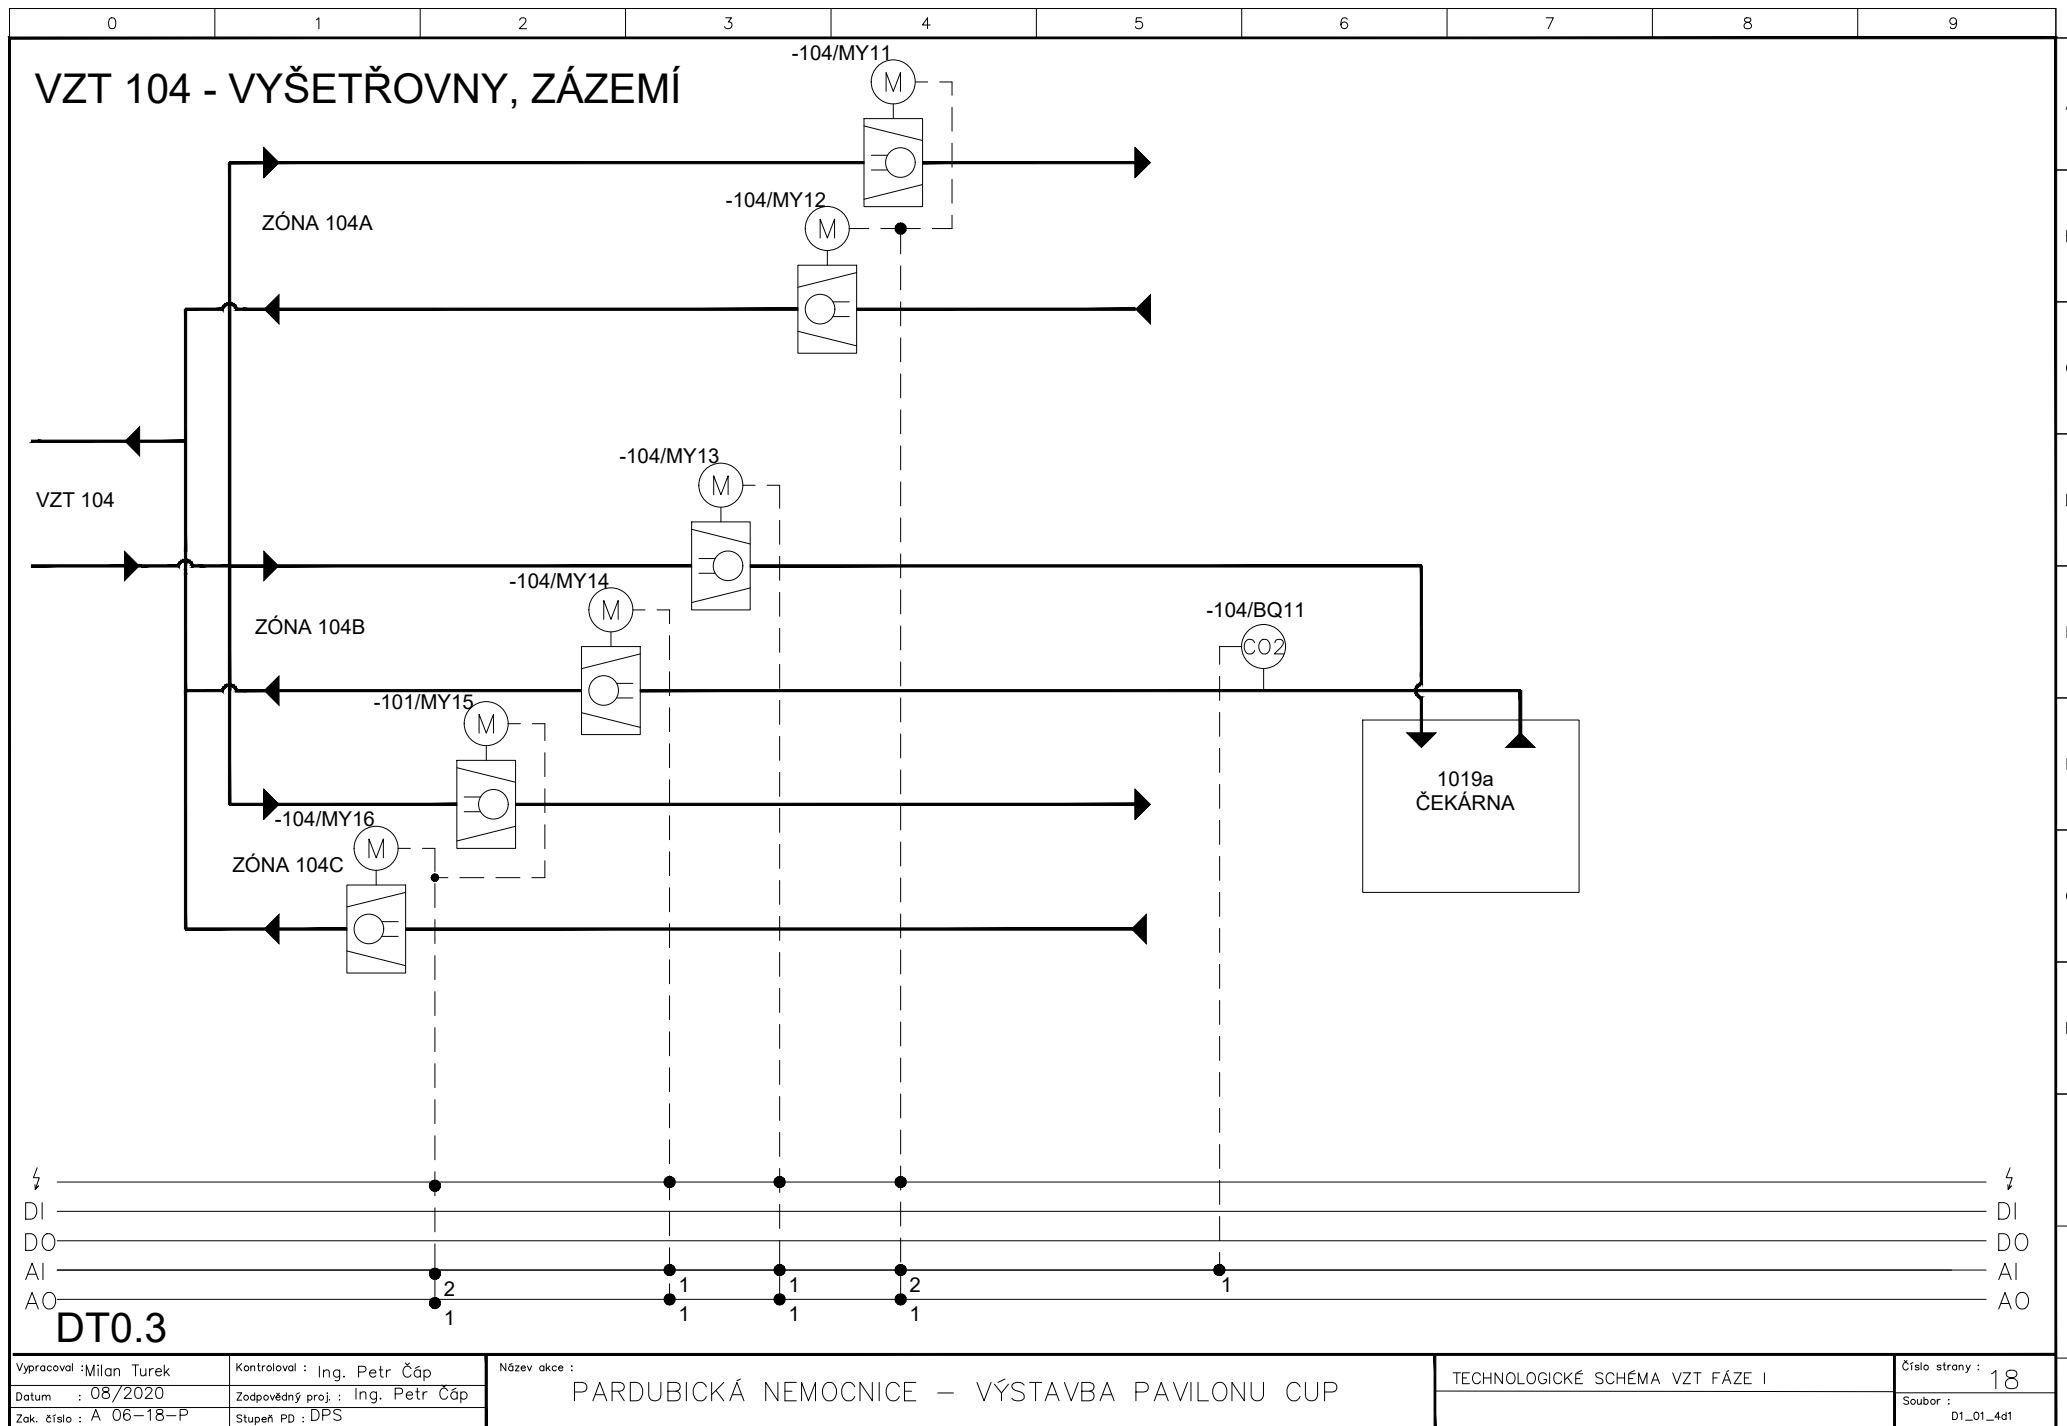 0 1 2 3 4 5 6 7 8 9
VZT 104 - VYŠETŘOVNY, ZÁZEMÍ
-104/MY11
M
-104/MY12
M
ZÓNA 104A
-104/MY13
M
VZT 104
-104/MY14
M
-104/BQ11
CO2
ZÓNA 104B
-101/MY15
M
1019a
ČEKÁRNA
-104/MY16
M
ZÓNA 104C
DI DI
DO DO
AI AI
2 1 1 2 1
AO AO
1 1 1 1
DT0.3
Vypracoval : Milan Turek
Datum : 08/2020
Zak. číslo : A 06-18-P
Kontroloval : Ing. Petr Čáp
Zodpovědný proj. : Ing. Petr Čáp
Stupeň PD : DPS
Název akce :
PARDUBICKÁ NEMOCNICE – VÝSTAVBA PAVILONU CUP
TECHNOLOGICKÉ SCHÉMA VZT FÁZE I
Číslo strany : 18
Soubor :
D1_01_4d1